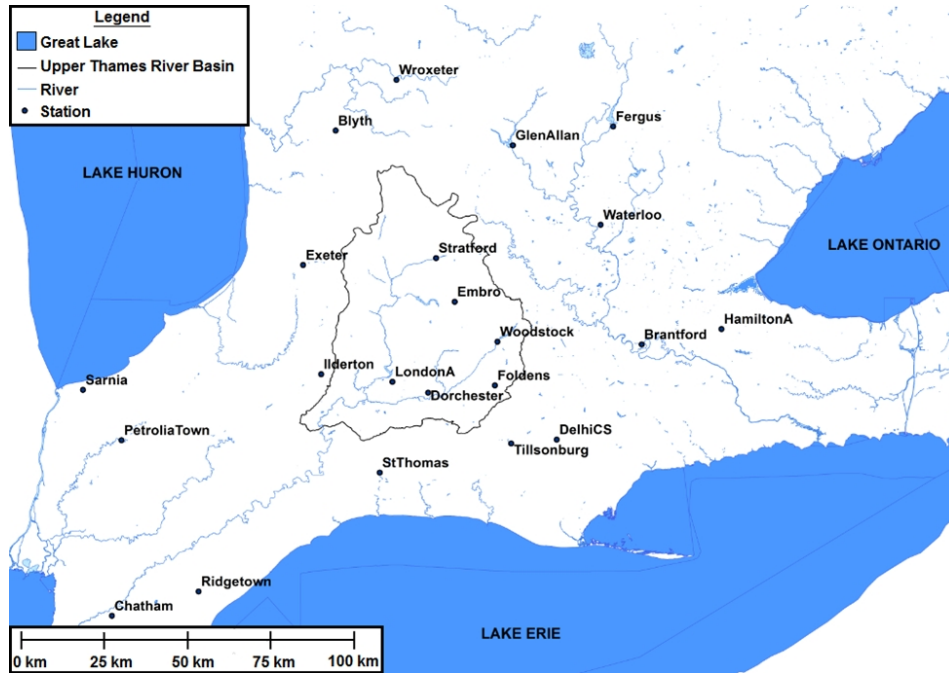 Legend
Great Lake
Upper Thames River Basin
River
Station
Wroxeter
Blyth
Fergus
GlenAllan
LAKE HURON
Waterloo
LAKE ONTARIO
Stratford
Exeter
Embro
HamiltonA
Woodstock
Brantford
Ilderton
LondonA
Sarnia
Foldens
Dorchester
PetroliaTown
DelhiCS
Tillsonburg
StThomas
Ridgetown
Chatham
LAKE ERIE
0 km 25 km 50 km 75 km 100 km